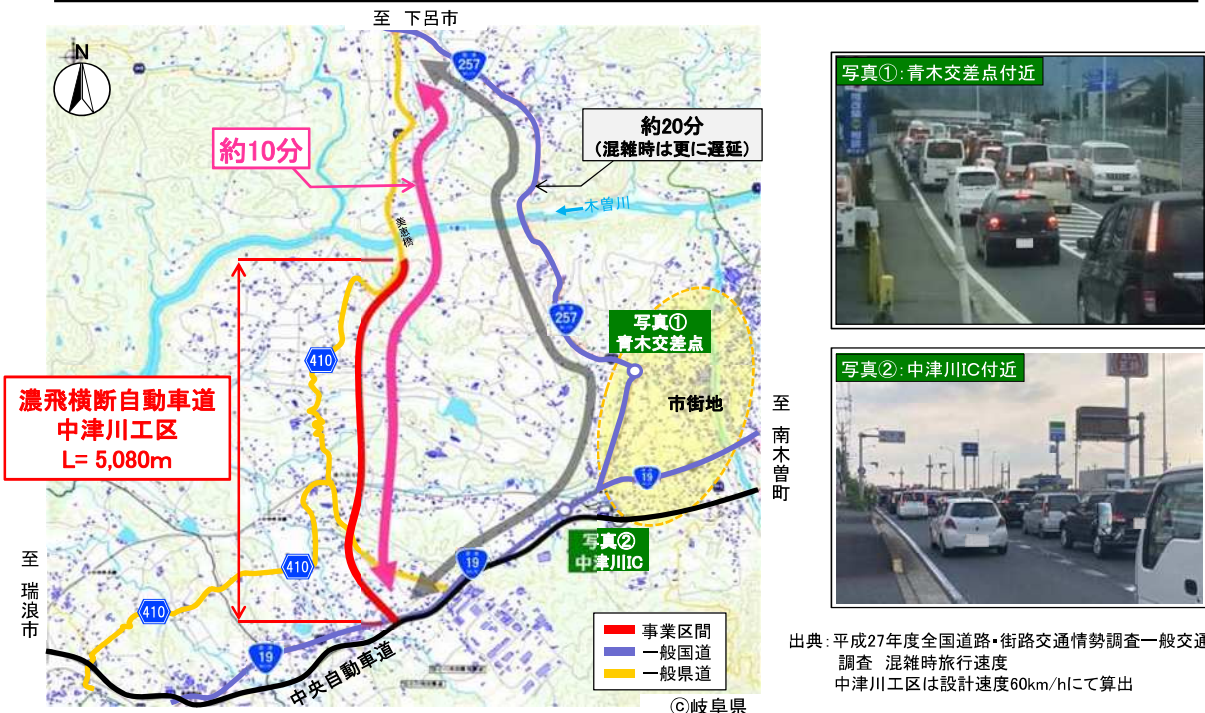 至 下呂市
N
257
約10分
約20分
(混雑時は更に遅延)
木曽川
美恵橋
257
写真①
青木交差点
410
市街地
濃飛横断自動車道
中津川工区
L= 5,080m
至 南木曽町
19
写真②
中津川IC
19
410
410
至 瑞浪市
19
中央自動車道
事業区間
一般国道
一般県道
©岐阜県
写真①:青木交差点付近
写真②:中津川IC付近
出典:平成27年度全国道路・街路交通情勢調査一般交通
調査 混雑時旅行速度
中津川工区は設計速度60km/hにて算出